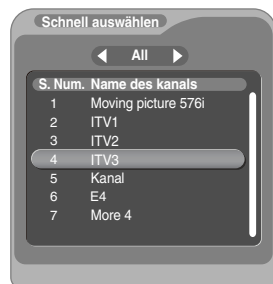 Schnell auswählen
All
S. Num. Name des kanals
1 Moving picture 576i
2 ITV1
3 ITV2
4 ITV3
5 Kanal
6 E4
7 More 4